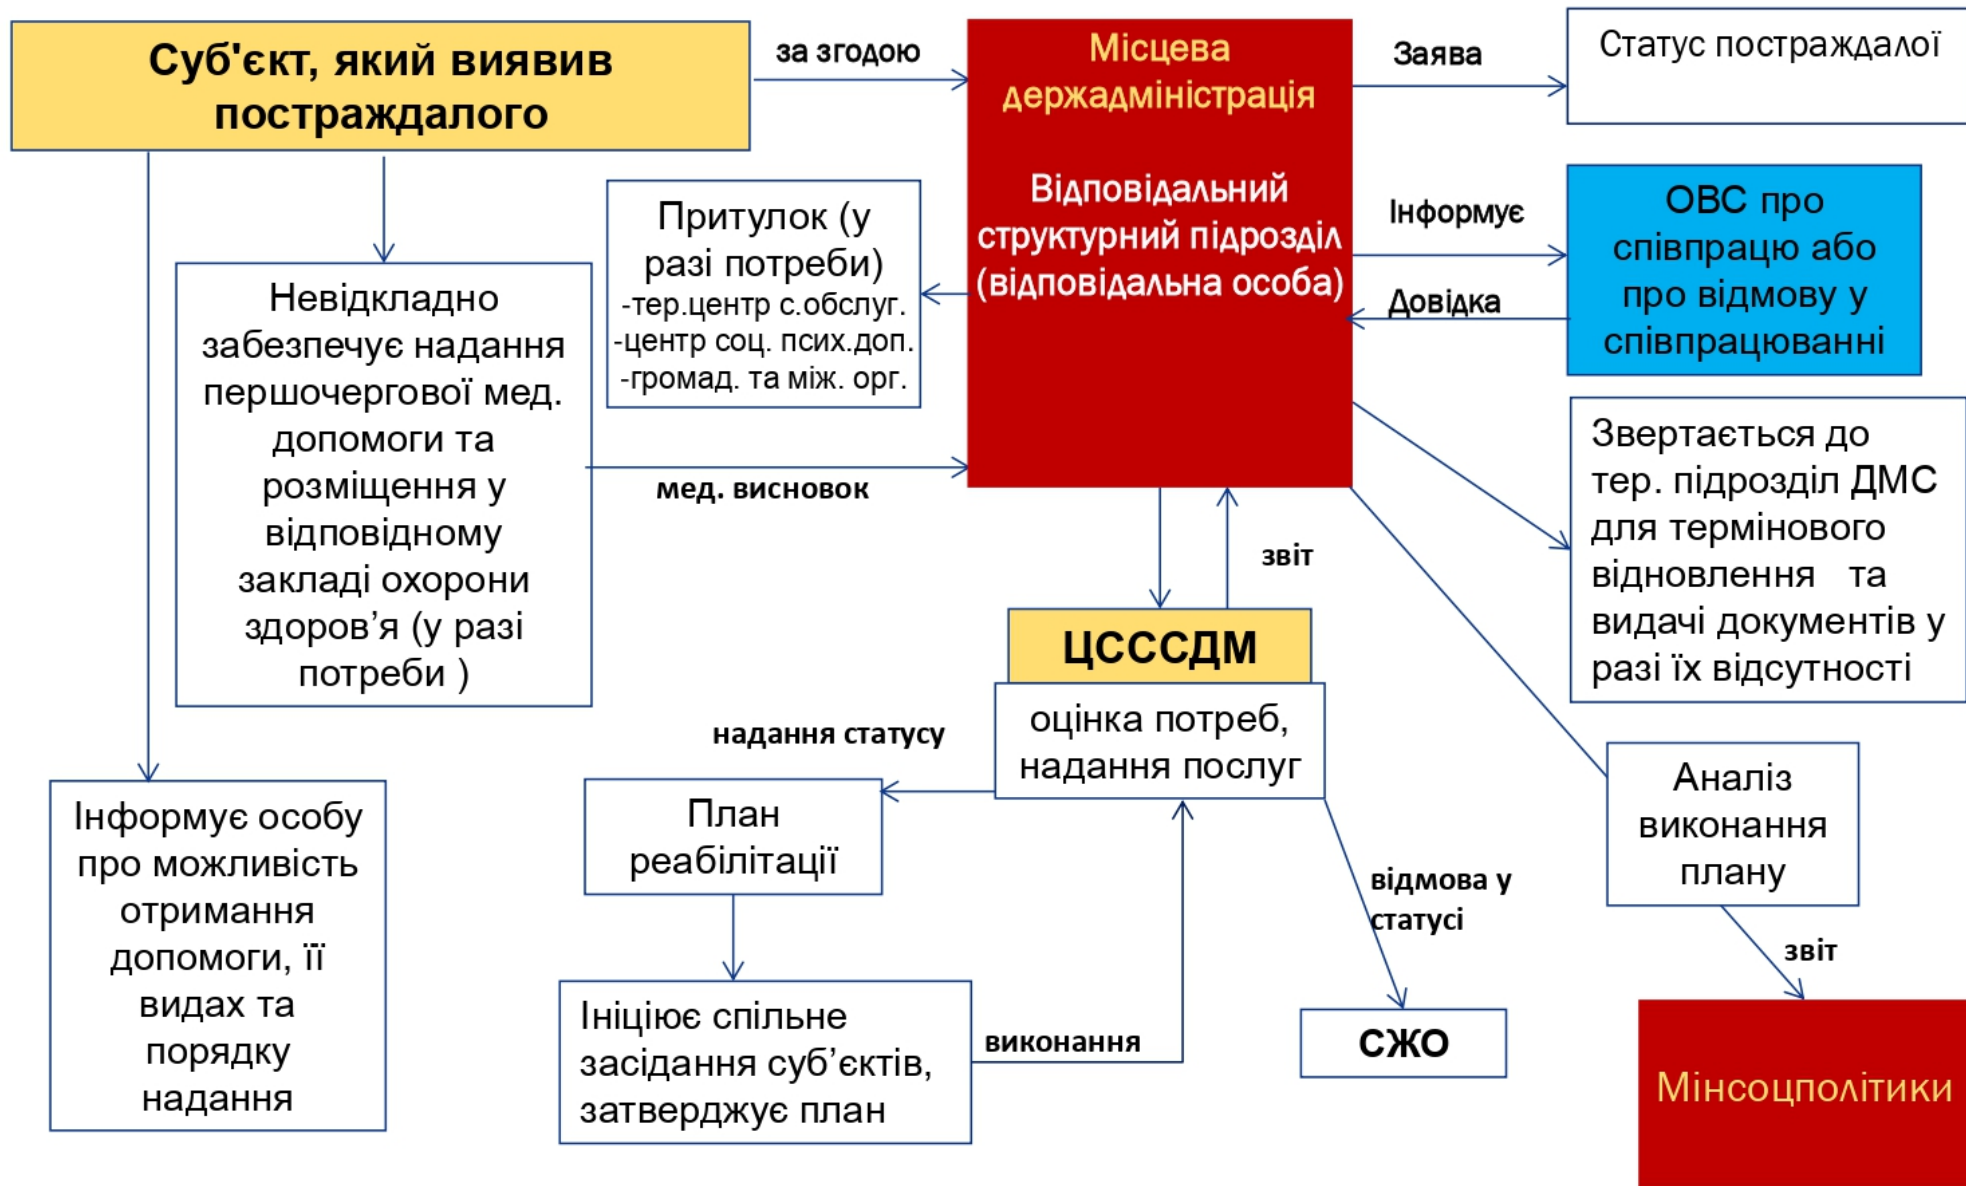 Суб'єкт, який виявив
постраждалого
за згодою
Місцева
держадміністрація
Відповідальний
структурний підрозділ
(відповідальна особа)
Заява
Статус постраждалої
Інформує
Довідка
ОВС про
співпрацю або
про відмову у
співпрацюванні
Притулок (у
разі потреби)
-тер.центр с.обслуг.
-центр соц. псих.доп.
-громад. та між. орг.
Невідкладно
забезпечує надання
першочергової мед.
допомоги та
розміщення у
відповідному
закладі охорони
здоров’я (у разі
потреби )
мед. висновок
Звертається до
тер. підрозділ ДМС
для термінового
відновлення та
видачі документів у
разі їх відсутності
звіт
ЦСССДМ
оцінка потреб,
надання послуг
надання статусу
План
реабілітації
Інформує особу
про можливість
отримання
допомоги, її
видах та
порядку
надання
Ініціює спільне
засідання суб’єктів,
затверджує план
виконання
відмова у
статусі
СЖО
Аналіз
виконання
плану
звіт
Мінсоцполітики